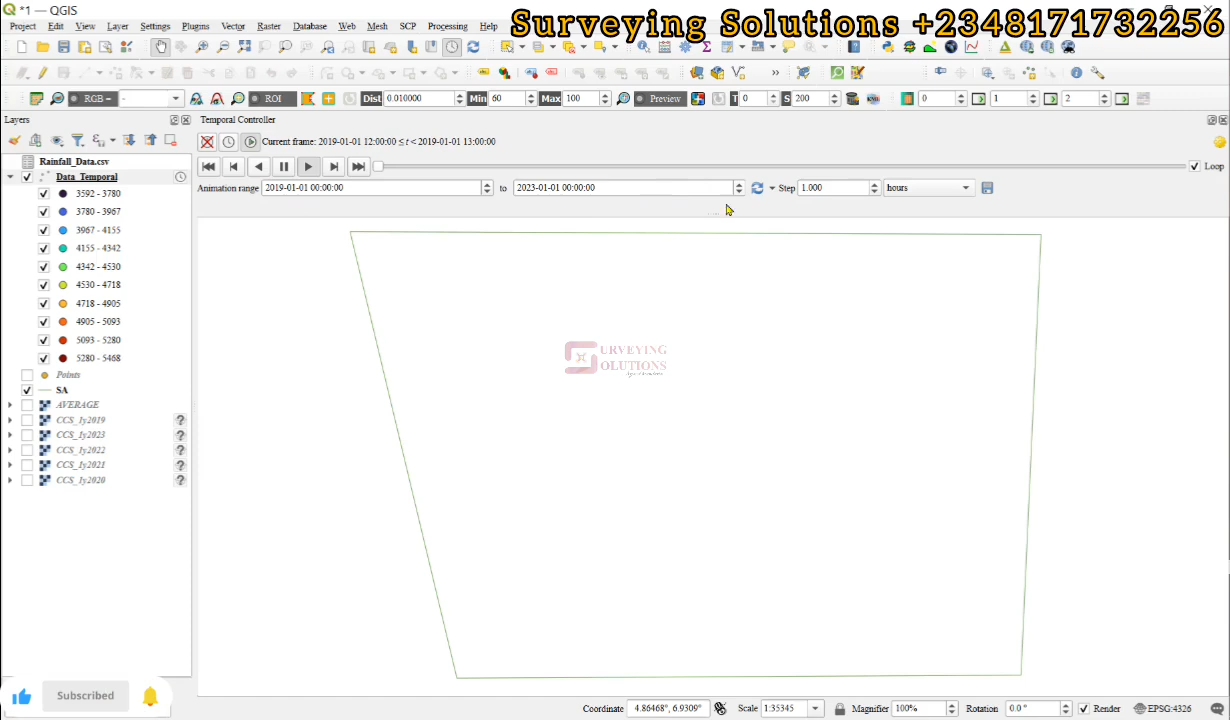 *1 — QGIS
Surveying Solutions +2348171732256
Project Edit View Layer Settings Plugins Vector Raster Database Web Mesh SCP Processing Help
RGB = - ROI Dist 0.010000 Min 60 Max 100 Preview T 0 S 200 0 1 2
Layers
Temporal Controller
Current frame: 2019-01-01 12:00:00 ≤ t < 2019-01-01 13:00:00
Loop
Animation range 2019-01-01 00:00:00 to 2023-01-01 00:00:00 Step 1.000 hours
Rainfall_Data.csv
Data_Temporal
3592 - 3780
3780 - 3967
3967 - 4155
4155 - 4342
4342 - 4530
4530 - 4718
4718 - 4905
4905 - 5093
5093 - 5280
5280 - 5468
Points
SA
AVERAGE
CCS_1y2019
CCS_1y2023
CCS_1y2022
CCS_1y2021
CCS_1y2020
URVEYING
OLUTIONS
Subscribed
Coordinate 4.86468°, 6.9309° Scale 1:35345 Magnifier 100% Rotation 0.0 ° Render EPSG:4326